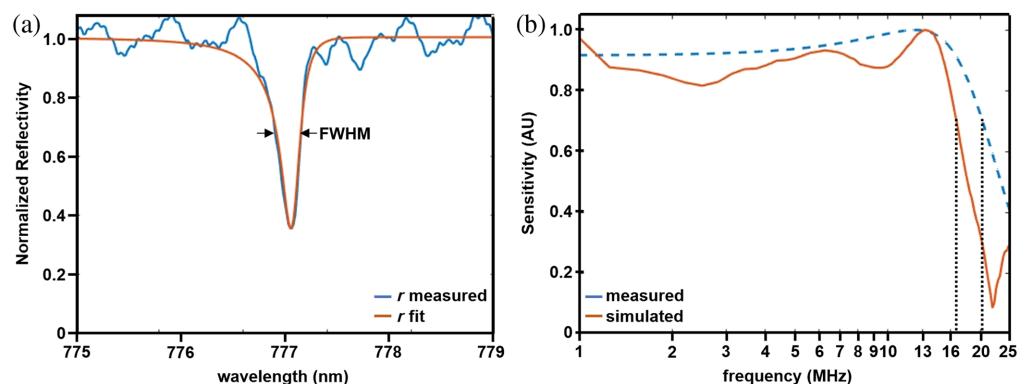 (a)
Normalized Reflectivity
1.0
0.8
0.6
0.4
0.2
0
FWHM
r measured
r fit
775
776
777
778
779
wavelength (nm)
(b)
Sensitivity (AU)
1.0
0.8
0.6
0.4
0.2
0
measured
simulated
1
2
3
4
5
6
7
8
9
10
13
16
20
25
frequency (MHz)